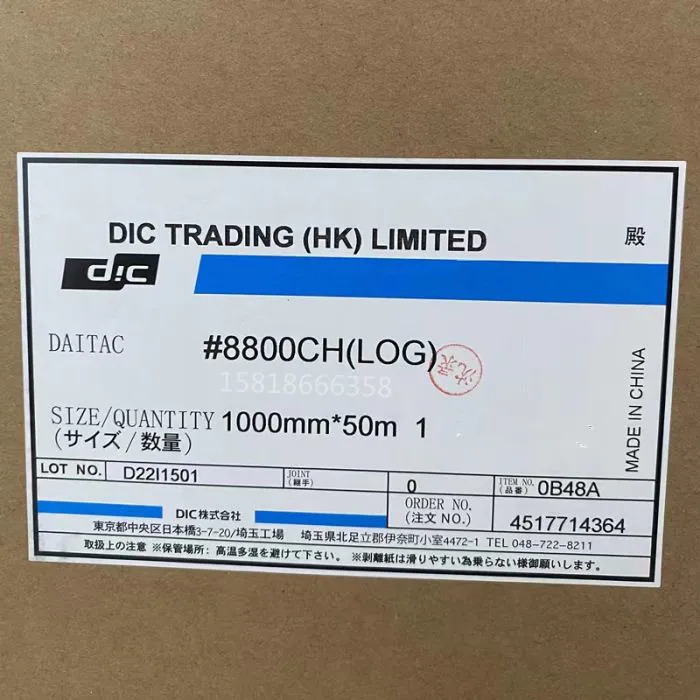 DIC TRADING (HK) LIMITED 殿
dic
DAITAC #8800CH(LOG)
15818666358
SIZE/QUANTITY 1000mm*50m 1
(サイズ/数量)
MADE IN CHINA
LOT NO. D22I1501 JOINT (継手) 0 ITEM NO. (品番) 0B48A
ORDER NO. (注文 NO.) 4517714364
DIC株式会社
東京都中央区日本橋3-7-20/埼玉工場 埼玉県北足立郡伊奈町小室4472-1 TEL 048-722-8211
取扱上の注意 ※保管場所: 高温多湿を避けて下さい。 ※剥離紙は滑りやすい為乗らない様御願いします。